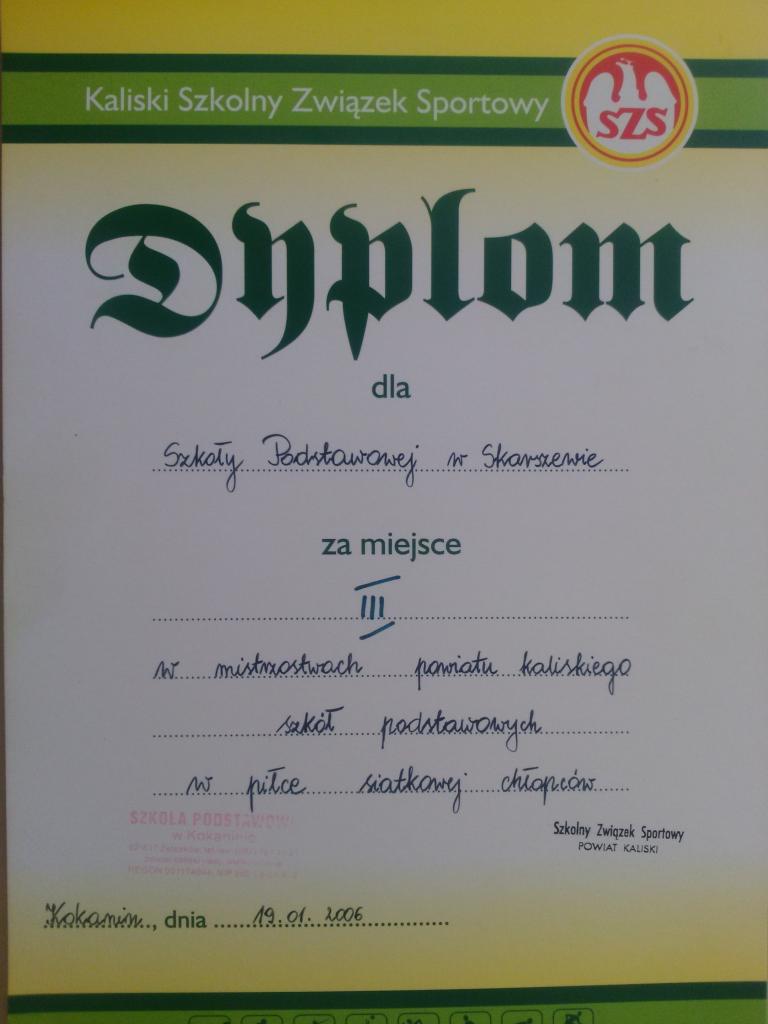 Kaliski Szkolny Związek Sportowy
SZS
Dyplom
dla
Szkoły Podstawowej w Skarszewie
za miejsce
III
w mistrzostwach powiatu kaliskiego
szkół podstawowych
w piłce siatkowej chłopców
SZKOŁA PODSTAWOWA
w Kokaninie
Szkolny Związek Sportowy
POWIAT KALISKI
Kokanin, dnia 19.01.2006